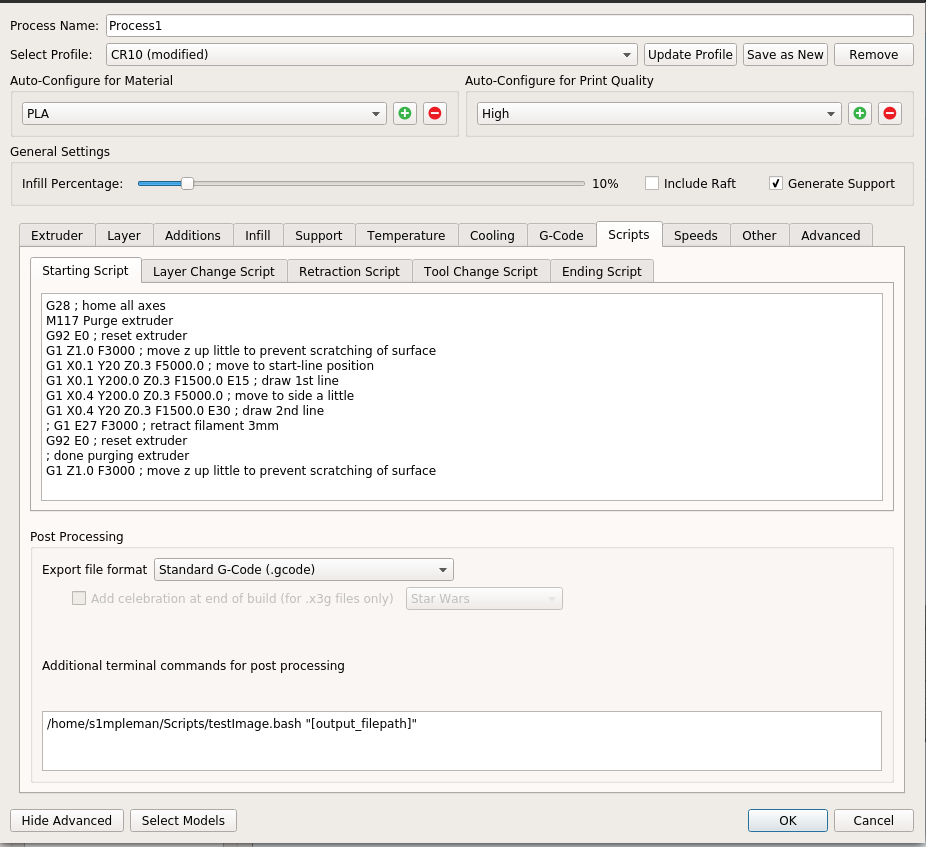 Process Name: Process1
Select Profile: CR10 (modified) Update Profile Save as New Remove
Auto-Configure for Material Auto-Configure for Print Quality
PLA High
General Settings
Infill Percentage: 10% Include Raft Generate Support
Extruder Layer Additions Infill Support Temperature Cooling G-Code Scripts Speeds Other Advanced
Starting Script Layer Change Script Retraction Script Tool Change Script Ending Script
G28 ; home all axes
M117 Purge extruder
G92 E0 ; reset extruder
G1 Z1.0 F3000 ; move z up little to prevent scratching of surface
G1 X0.1 Y20 Z0.3 F5000.0 ; move to start-line position
G1 X0.1 Y200.0 Z0.3 F1500.0 E15 ; draw 1st line
G1 X0.4 Y200.0 Z0.3 F5000.0 ; move to side a little
G1 X0.4 Y20 Z0.3 F1500.0 E30 ; draw 2nd line
; G1 E27 F3000 ; retract filament 3mm
G92 E0 ; reset extruder
; done purging extruder
G1 Z1.0 F3000 ; move z up little to prevent scratching of surface
Post Processing
Export file format Standard G-Code (.gcode)
Add celebration at end of build (for .x3g files only) Star Wars
Additional terminal commands for post processing
/home/s1mpleman/Scripts/testImage.bash "[output_filepath]"
Hide Advanced Select Models OK Cancel